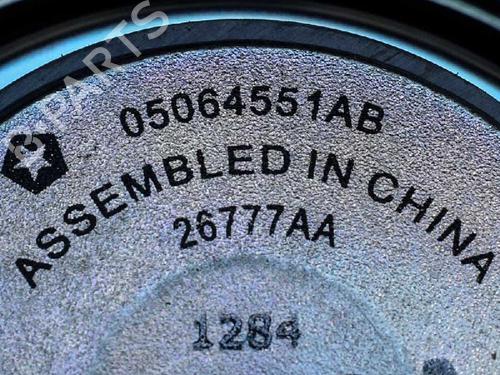 B-PARTS
05064551AB
ASSEMBLED IN CHINA
26777AA
1284